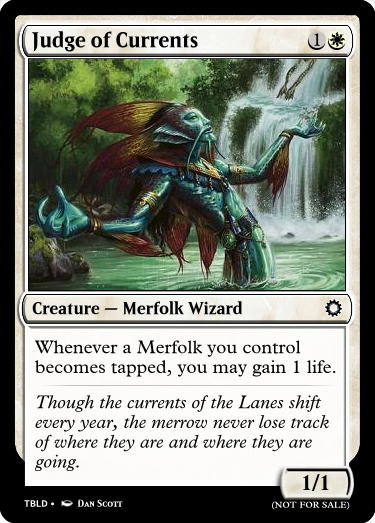 Judge of Currents 1
Creature — Merfolk Wizard
Whenever a Merfolk you control
becomes tapped, you may gain 1 life.
Though the currents of the Lanes shift
every year, the merrow never lose track
of where they are and where they are
going.
1/1
TBLD • Dan Scott (NOT FOR SALE)